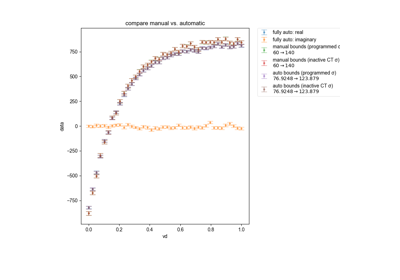 compare manual vs. automatic
fully auto: real
fully auto: imaginary
manual bounds (programmed σ
60→140
manual bounds (inactive CT σ)
60→140
auto bounds (programmed σ)
76.9248→123.879
auto bounds (inactive CT σ)
76.9248→123.879
data
750
500
250
0
−250
−500
−750
0.0 0.2 0.4 0.6 0.8 1.0
vd